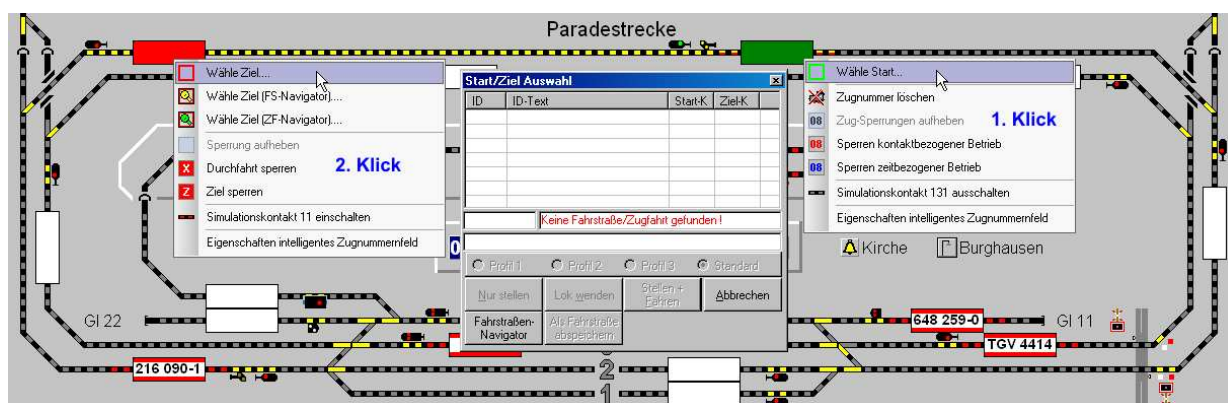 Paradestrecke
Wähle Ziel...
Wähle Ziel (FS-Navigator)....
Wähle Ziel (ZF-Navigator)....
Sperrung aufheben
2. Klick
Durchfahrt sperren
X
Z
Ziel sperren
Simulationskontakt 11 einschalten
Eigenschaften intelligentes Zugnummernfeld
Start/Ziel Auswahl
ID
ID-Text
Start-K
Ziel-K
Keine Fahrstraße/Zugfahrt gefunden !
Profil 1
Profil 2
Profil 3
Standard
Nur stellen
Lok wenden
Stellen +
Fahren
Abbrechen
Fahrstraßen-
Navigator
Als Fahrstraße
abspeichern
Wähle Start...
Zugnummer löschen
08
Zug-Sperrungen aufheben
1. Klick
08
Sperren kontaktbezogener Betrieb
08
Sperren zeitbezogener Betrieb
Simulationskontakt 131 ausschalten
Eigenschaften intelligentes Zugnummernfeld
Kirche
Burghausen
Gl 22
648 259-0
Gl 11
TGV 4414
216 090-1
2
1